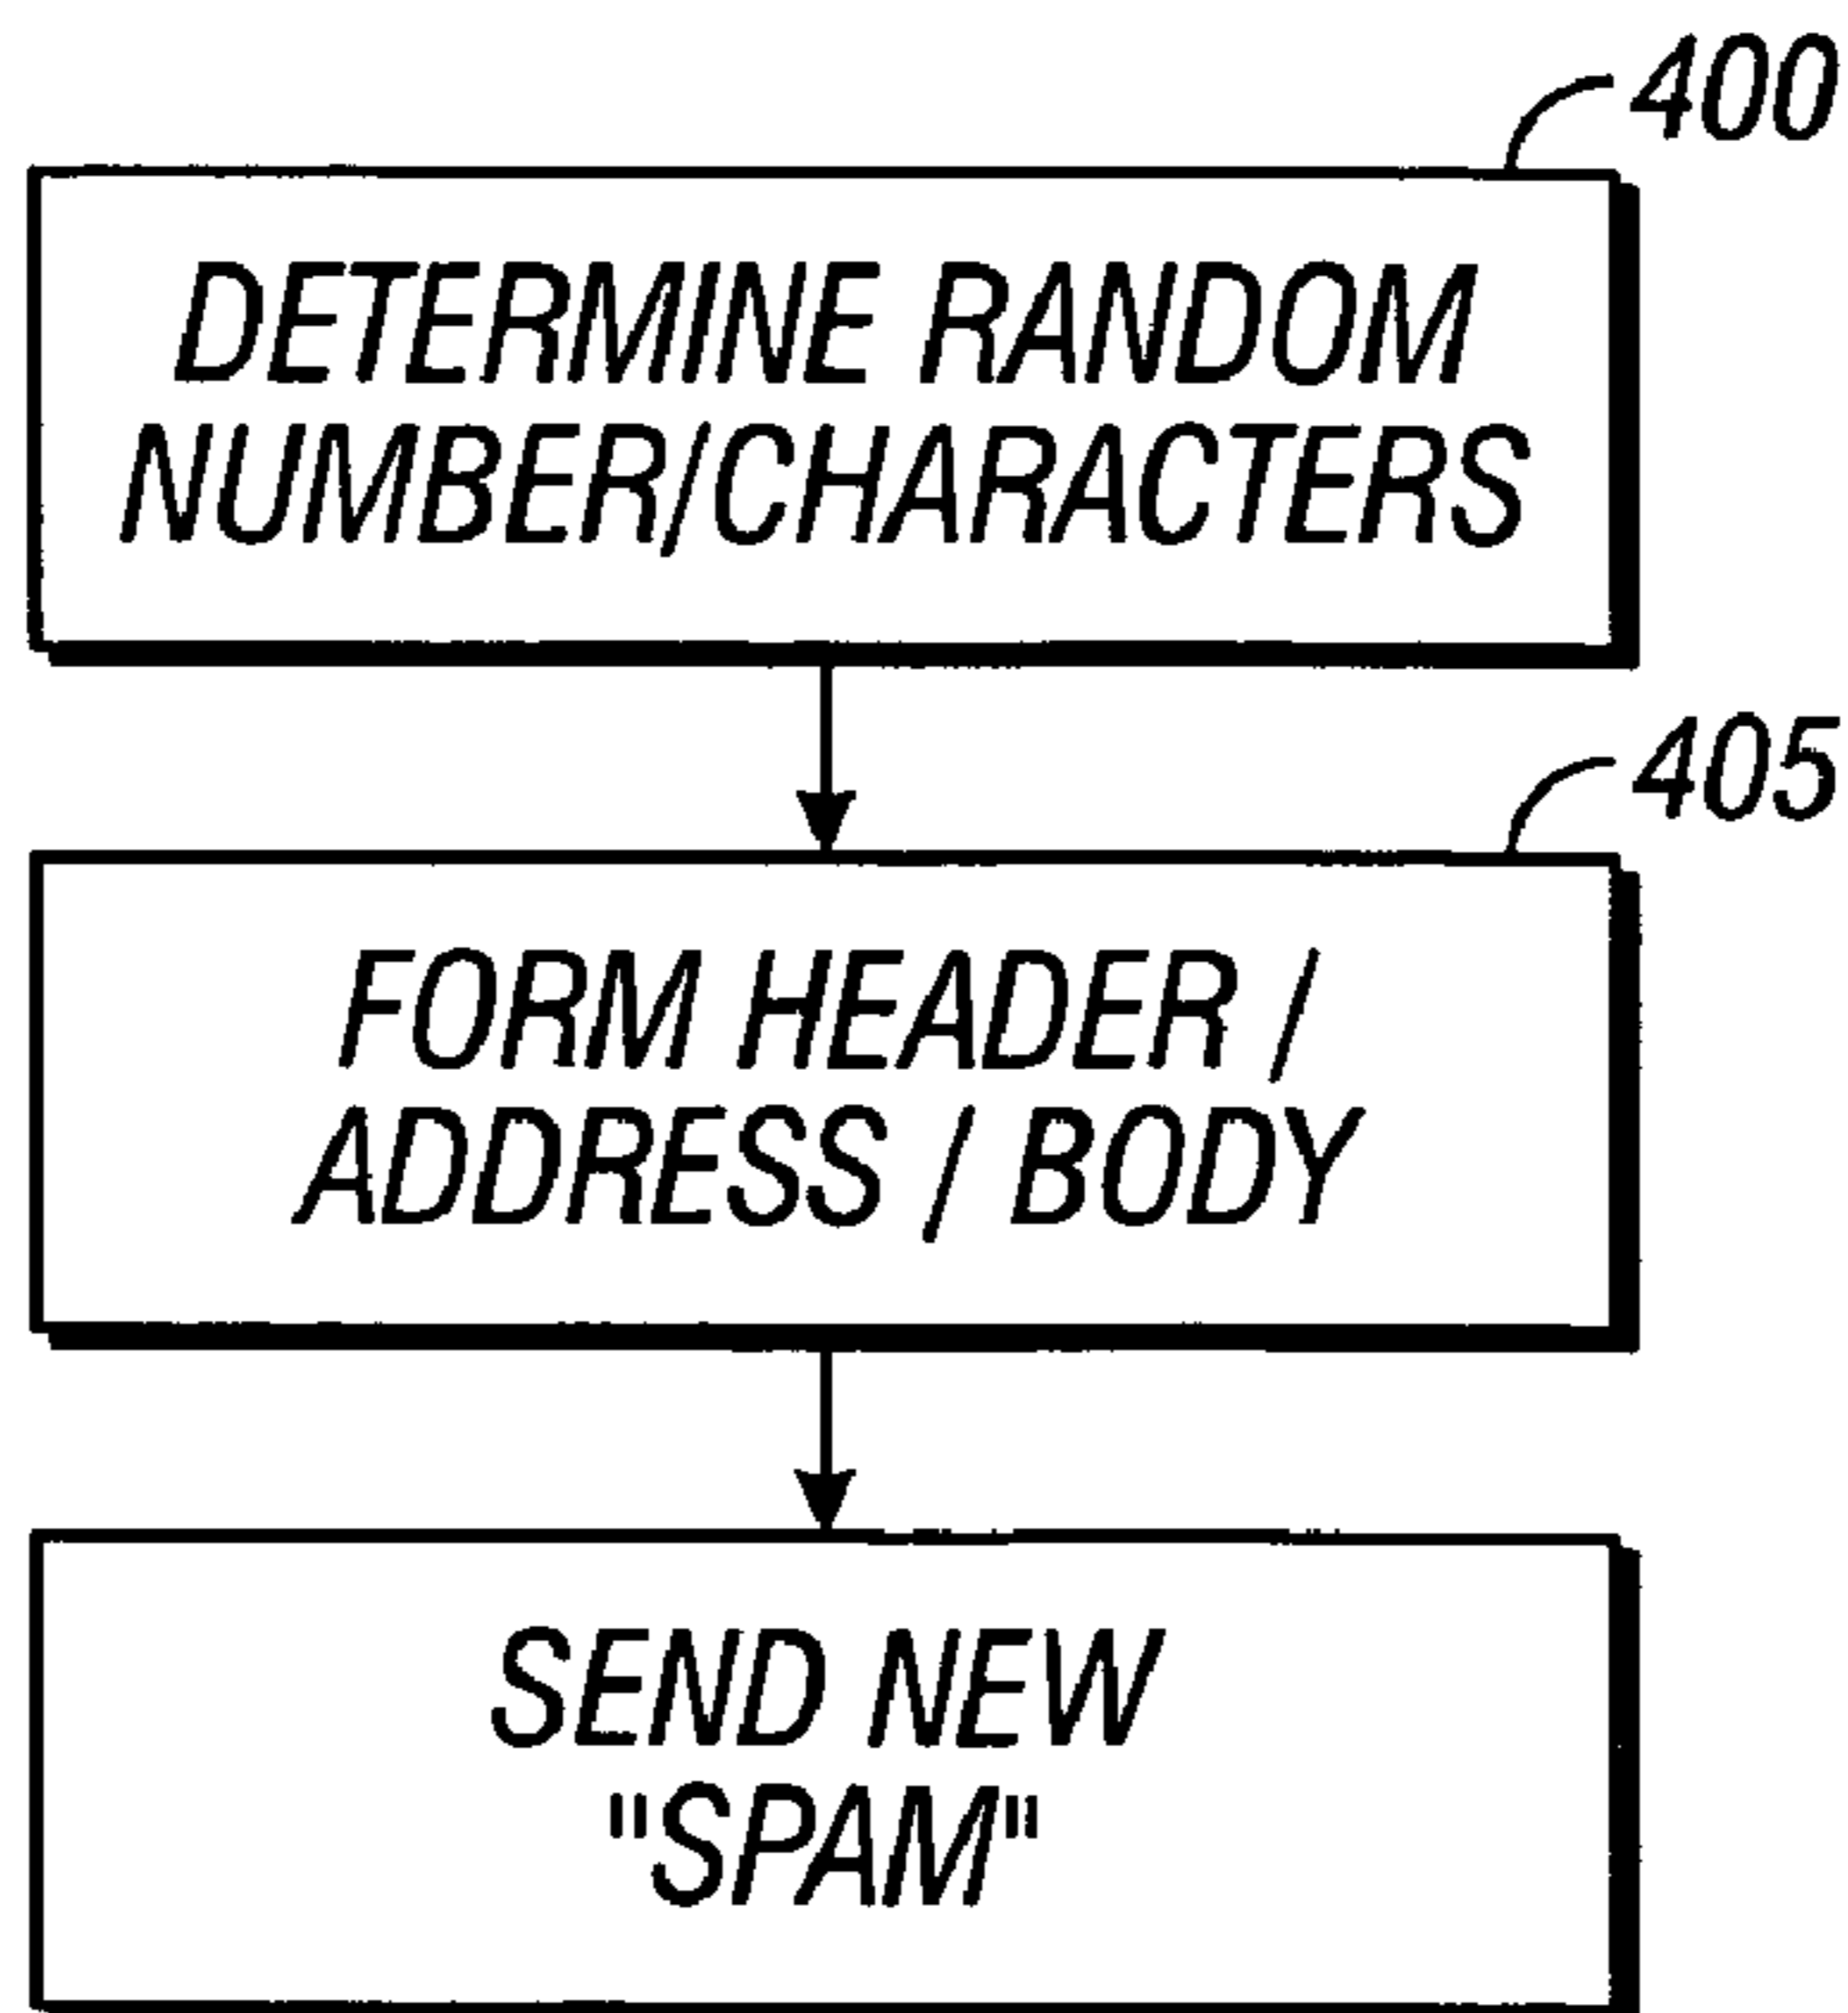 400
DETERMINE RANDOM
NUMBER/CHARACTERS
405
FORM HEADER /
ADDRESS / BODY
SEND NEW
"SPAM"